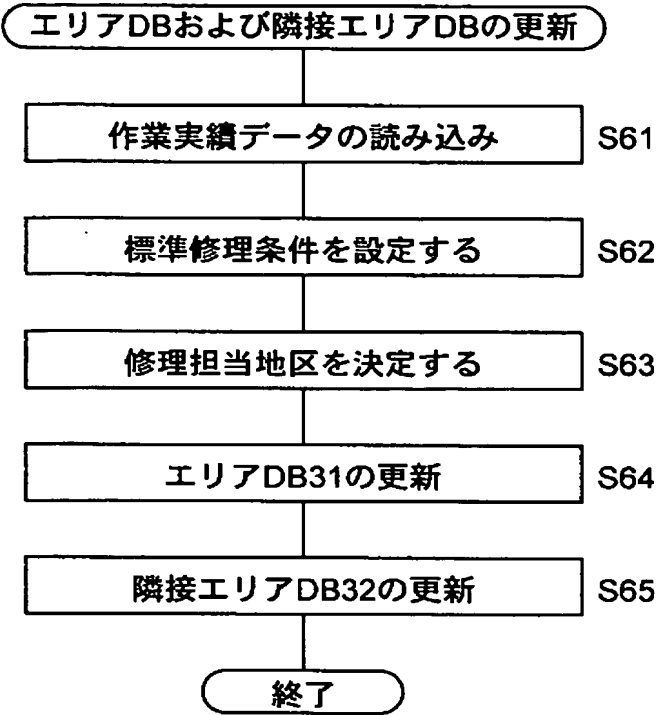 エリアDBおよび隣接エリアDBの更新
作業実績データの読み込み S61
標準修理条件を設定する S62
修理担当地区を決定する S63
エリアDB31の更新 S64
隣接エリアDB32の更新 S65
終了